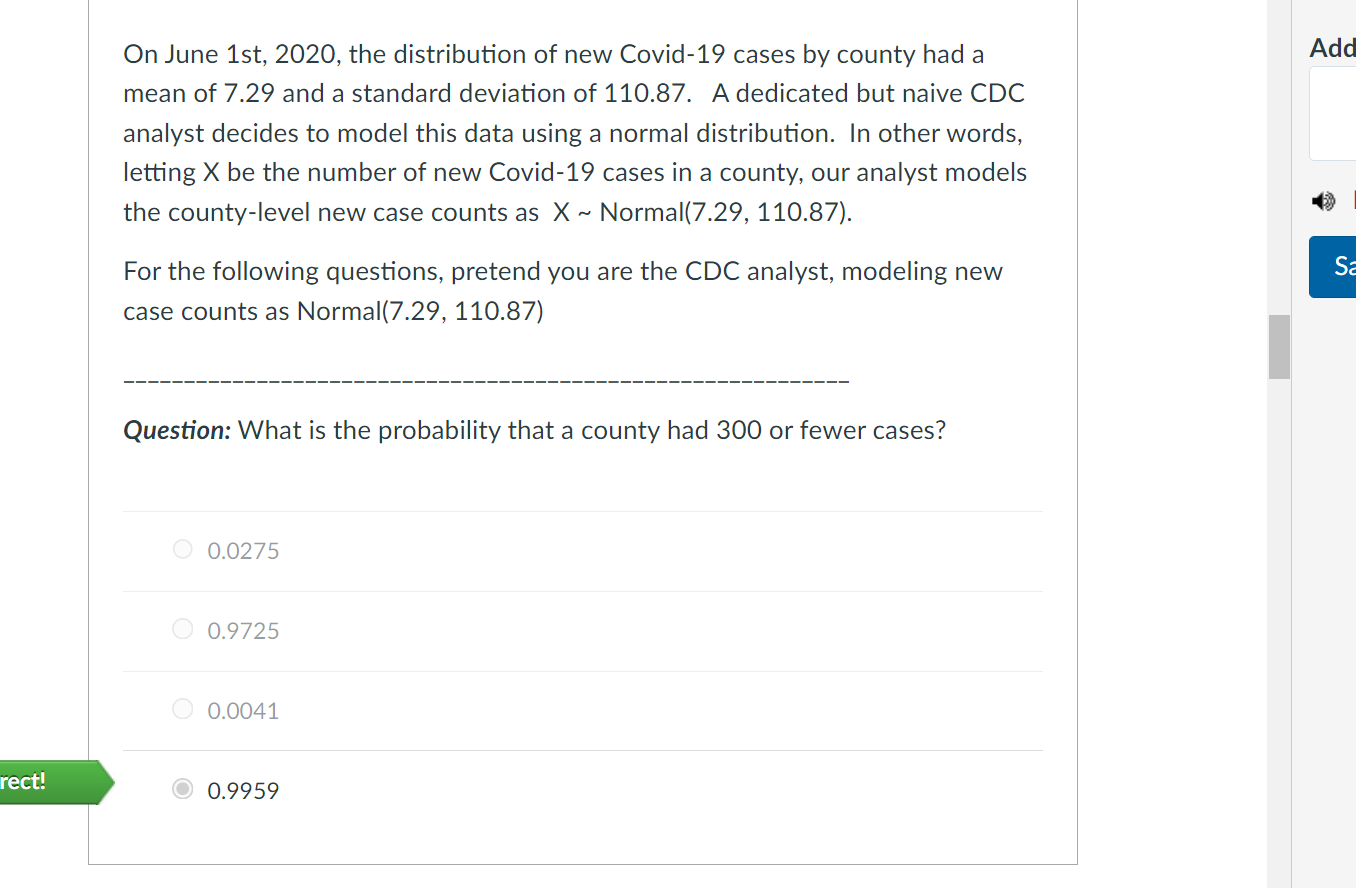 On June 1st, 2020, the distribution of new Covid-19 cases by county had a
mean of 7.29 and a standard deviation of 110.87.   A dedicated but naive CDC
analyst decides to model this data using a normal distribution.  In other words,
letting X be the number of new Covid-19 cases in a county, our analyst models
the county-level new case counts as  X ~ Normal(7.29, 110.87).
For the following questions, pretend you are the CDC analyst, modeling new
case counts as Normal(7.29, 110.87)
____________________________________________________________
Question: What is the probability that a county had 300 or fewer cases?
0.0275
0.9725
0.0041
rect!
0.9959
Add
Sa